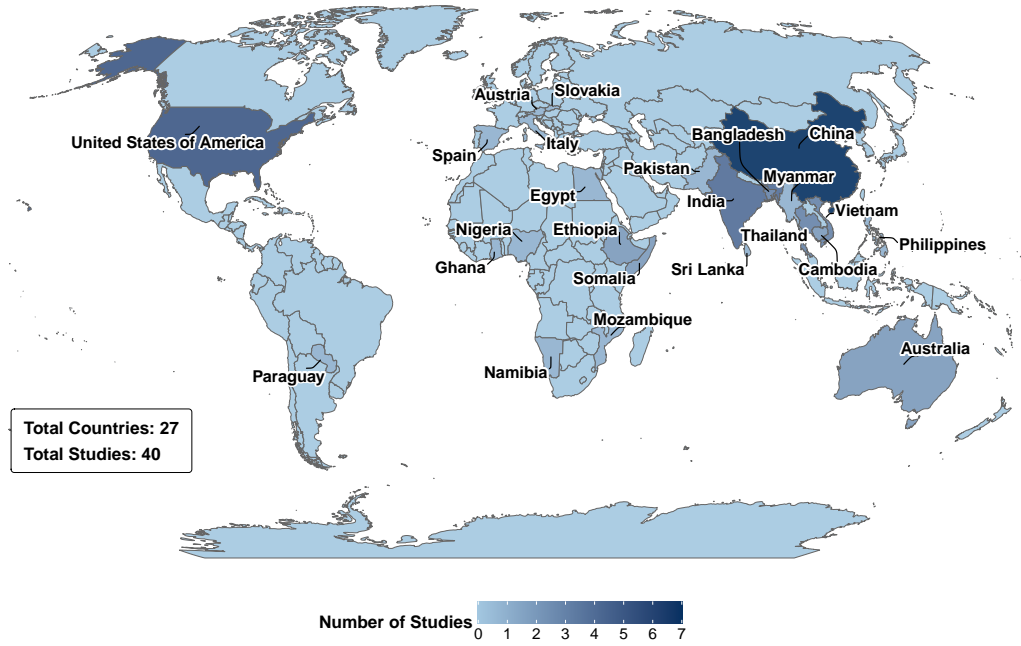 Austria
Slovakia
United States of America
Bangladesh
China
Spain
Italy
Pakistan
Myanmar
Egypt
India
Vietnam
Nigeria
Ethiopia
Thailand
Philippines
Ghana
Somalia
Sri Lanka
Cambodia
Mozambique
Australia
Paraguay
Namibia
Total Countries: 27
Total Studies: 40
Number of Studies
0 1 2 3 4 5 6 7